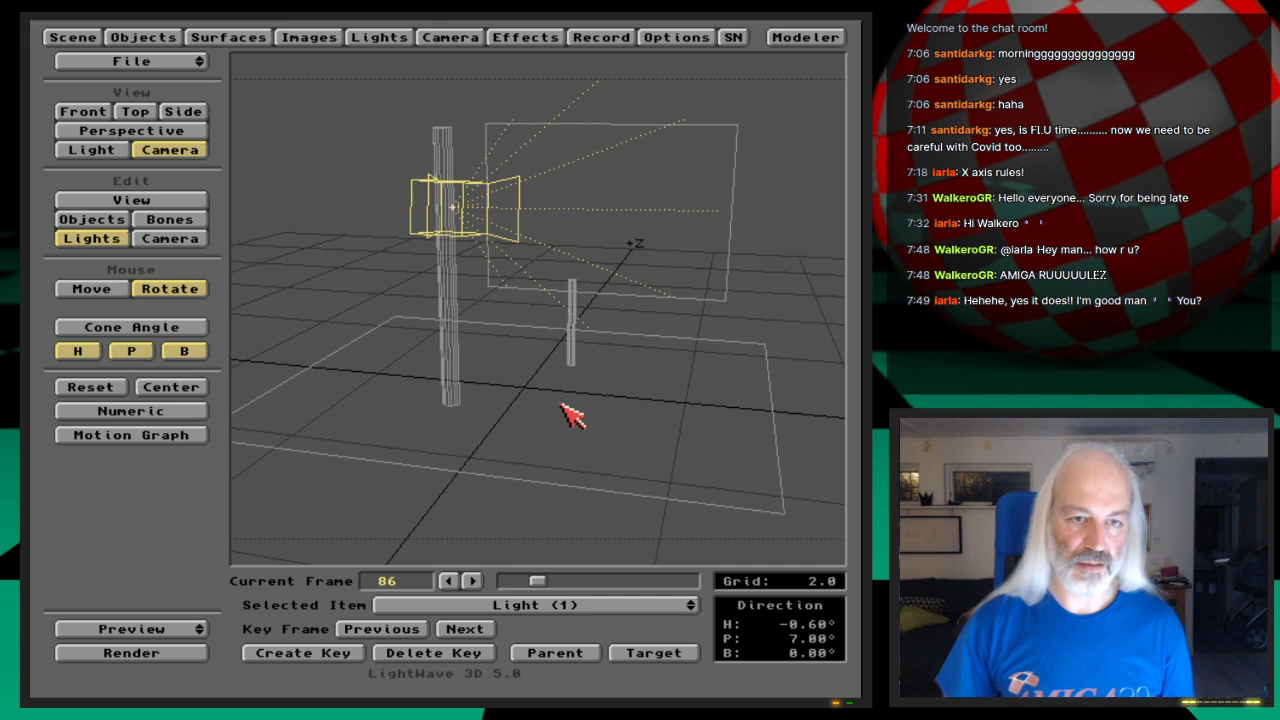 Scene Objects Surfaces Images Lights Camera Effects Record Options SN Modeler
File
View
Front Top Side
Perspective
Light Camera
Edit
View
Objects Bones
Lights Camera
Mouse
Move Rotate
Cone Angle
H P B
Reset Center
Numeric
Motion Graph
Preview
Render
+Z
Current Frame 86
Selected Item Light (1)
Key Frame Previous Next
Create Key Delete Key Parent Target
LightWave 3D 5.0
Grid: 2.0
Direction
H: -0.60°
P: 7.00°
B: 0.00°
Welcome to the chat room!
7:06 santidarkg: morningggggggggggggggg
7:06 santidarkg: yes
7:06 santidarkg: haha
7:11 santidarkg: yes, is FLU time.......... now we need to be
careful with Covid too.........
7:18 iarla: X axis rules!
7:31 WalkeroGR: Hello everyone... Sorry for being late
7:32 iarla: Hi Walkero
7:48 WalkeroGR: @iarla Hey man... how r u?
7:48 WalkeroGR: AMIGA RUUUUULEZ
7:49 iarla: Hehehe, yes it does!! I'm good man You?